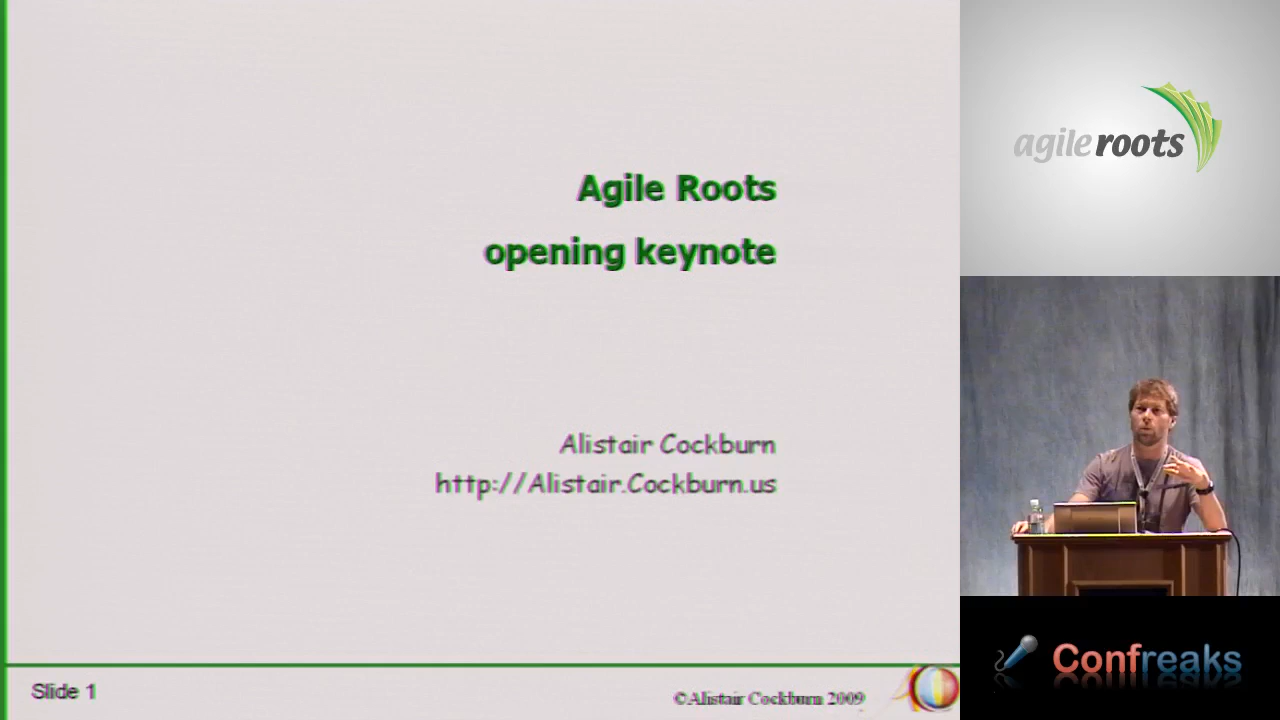 Agile Roots
opening keynote
Alistair Cockburn
http://Alistair.Cockburn.us
Slide 1
©Alistair Cockburn 2009
agile roots
Confreaks